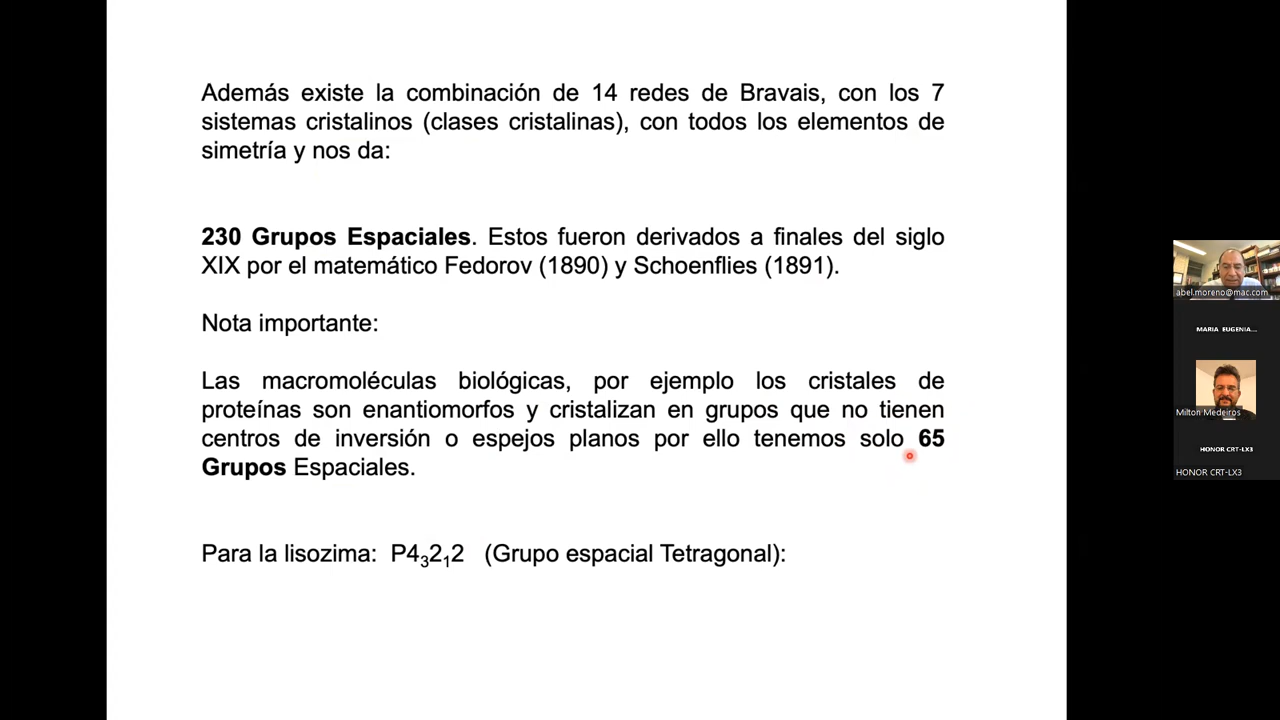 Además existe la combinación de 14 redes de Bravais, con los 7
sistemas cristalinos (clases cristalinas), con todos los elementos de
simetría y nos da:
230 Grupos Espaciales. Estos fueron derivados a finales del siglo
XIX por el matemático Fedorov (1890) y Schoenflies (1891).
Nota importante:
Las macromoléculas biológicas, por ejemplo los cristales de
proteínas son enantiomorfos y cristalizan en grupos que no tienen
centros de inversión o espejos planos por ello tenemos solo 65
Grupos Espaciales.
Para la lisozima: P4₃2₁2 (Grupo espacial Tetragonal):
abel.moreno@mac.com
MARIA EUGENIA...
Milton Medeiros
HONOR CRT-LX3
HONOR CRT-LX3